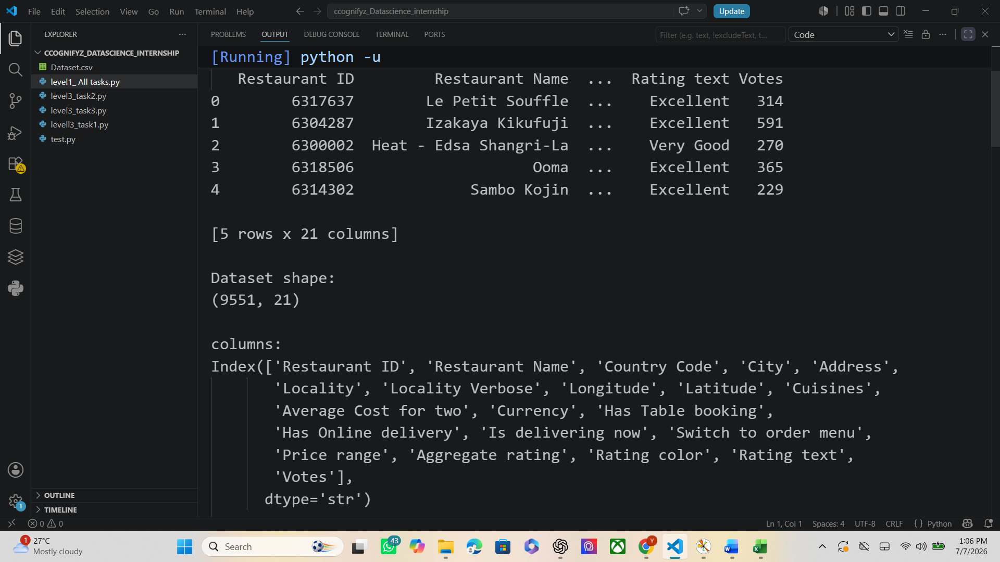 File Edit Selection View Go Run Terminal Help
ccognifyz_Datascience_internship
Update
EXPLORER
CCOGNIFYZ_DATASCIENCE_INTERNSHIP
Dataset.csv
level1_ All tasks.py
level3_task2.py
level3_task3.py
levell3_task1.py
test.py
OUTLINE
TIMELINE
PROBLEMS OUTPUT DEBUG CONSOLE TERMINAL PORTS
Filter (e.g. text, !excludeText, t...
Code
[Running] python -u
Restaurant ID Restaurant Name ... Rating text Votes
0 6317637 Le Petit Souffle ... Excellent 314
1 6304287 Izakaya Kikufuji ... Excellent 591
2 6300002 Heat - Edsa Shangri-La ... Very Good 270
3 6318506 Ooma ... Excellent 365
4 6314302 Sambo Kojin ... Excellent 229
[5 rows x 21 columns]
Dataset shape:
(9551, 21)
columns:
Index(['Restaurant ID', 'Restaurant Name', 'Country Code', 'City', 'Address',
'Locality', 'Locality Verbose', 'Longitude', 'Latitude', 'Cuisines',
'Average Cost for two', 'Currency', 'Has Table booking',
'Has Online delivery', 'Is delivering now', 'Switch to order menu',
'Price range', 'Aggregate rating', 'Rating color', 'Rating text',
'Votes'],
dtype='str')
1
0 0
Ln 1, Col 1 Spaces: 4 UTF-8 CRLF { } Python
1
27°C
Mostly cloudy
Search
43
Y
1:06 PM
7/7/2026